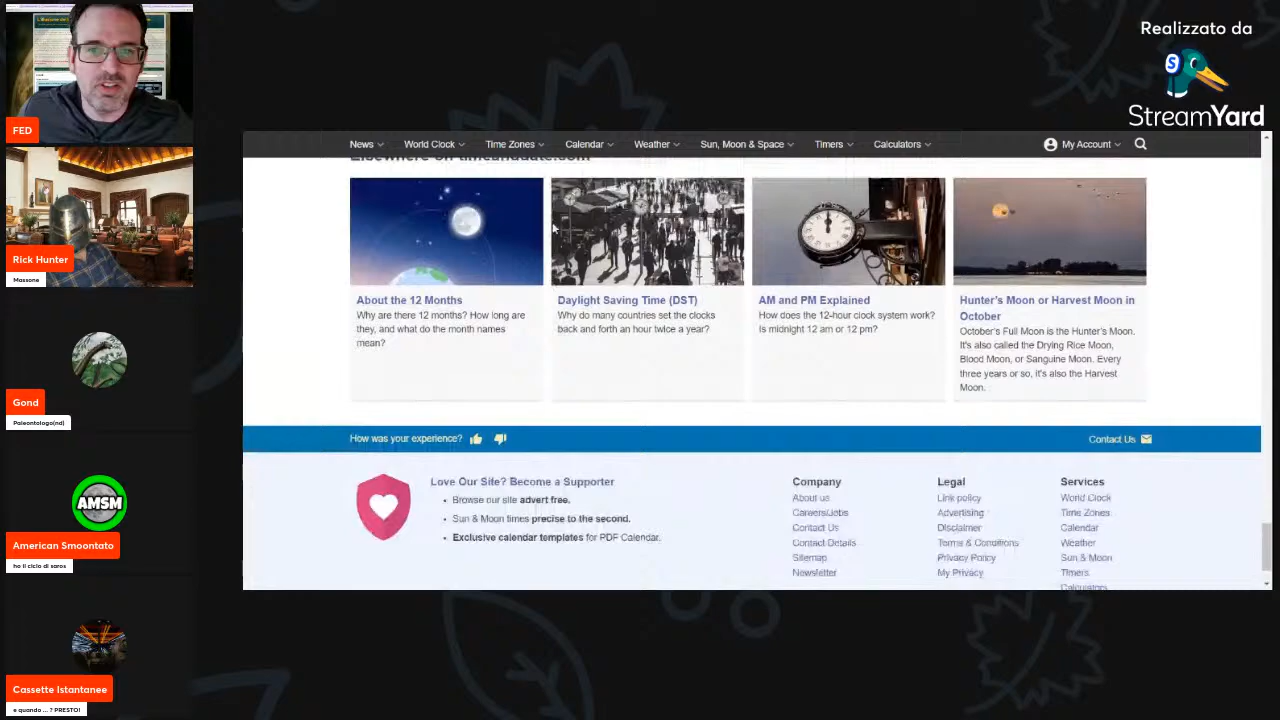 FED
Rick Hunter
Massone
Gond
Paleontologo(nd)
AMSM
American Smoontato
ho il ciclo di saros
Cassette Istantanee
e quando ... ? PRESTO!
Realizzato da
StreamYard
News
World Clock
Time Zones
Calendar
Weather
Sun, Moon & Space
Timers
Calculators
My Account
Elsewhere on timeanddate.com
About the 12 Months
Why are there 12 months? How long are
they, and what do the month names
mean?
Daylight Saving Time (DST)
Why do many countries set the clocks
back and forth an hour twice a year?
AM and PM Explained
How does the 12-hour clock system work?
Is midnight 12 am or 12 pm?
Hunter's Moon or Harvest Moon in
October
October's Full Moon is the Hunter's Moon.
It's also called the Drying Rice Moon,
Blood Moon, or Sanguine Moon. Every
three years or so, it's also the Harvest
Moon.
How was your experience?
Contact Us
Love Our Site? Become a Supporter
Browse our site advert free.
Sun & Moon times precise to the second.
Exclusive calendar templates for PDF Calendar.
Company
About us
Careers/Jobs
Contact Us
Contact Details
Sitemap
Newsletter
Legal
Link policy
Advertising
Disclaimer
Terms & Conditions
Privacy Policy
My Privacy
Services
World Clock
Time Zones
Calendar
Weather
Sun & Moon
Timers
Calculators